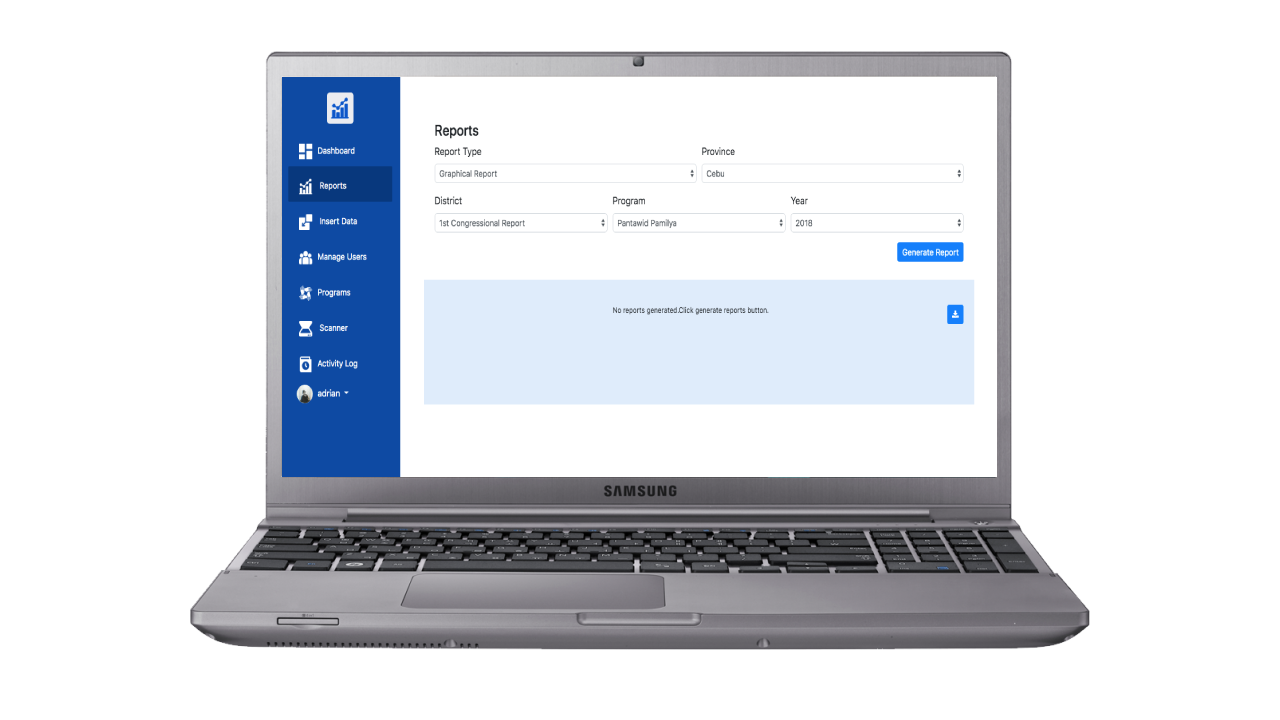 Dashboard
Reports
Insert Data
Manage Users
Programs
Scanner
Activity Log
adrian
Reports
Report Type
Province
Graphical Report
Cebu
District
Program
Year
1st Congressional Report
Pantawid Pamilya
2018
Generate Report
No reports generated.Click generate reports button.
SAMSUNG